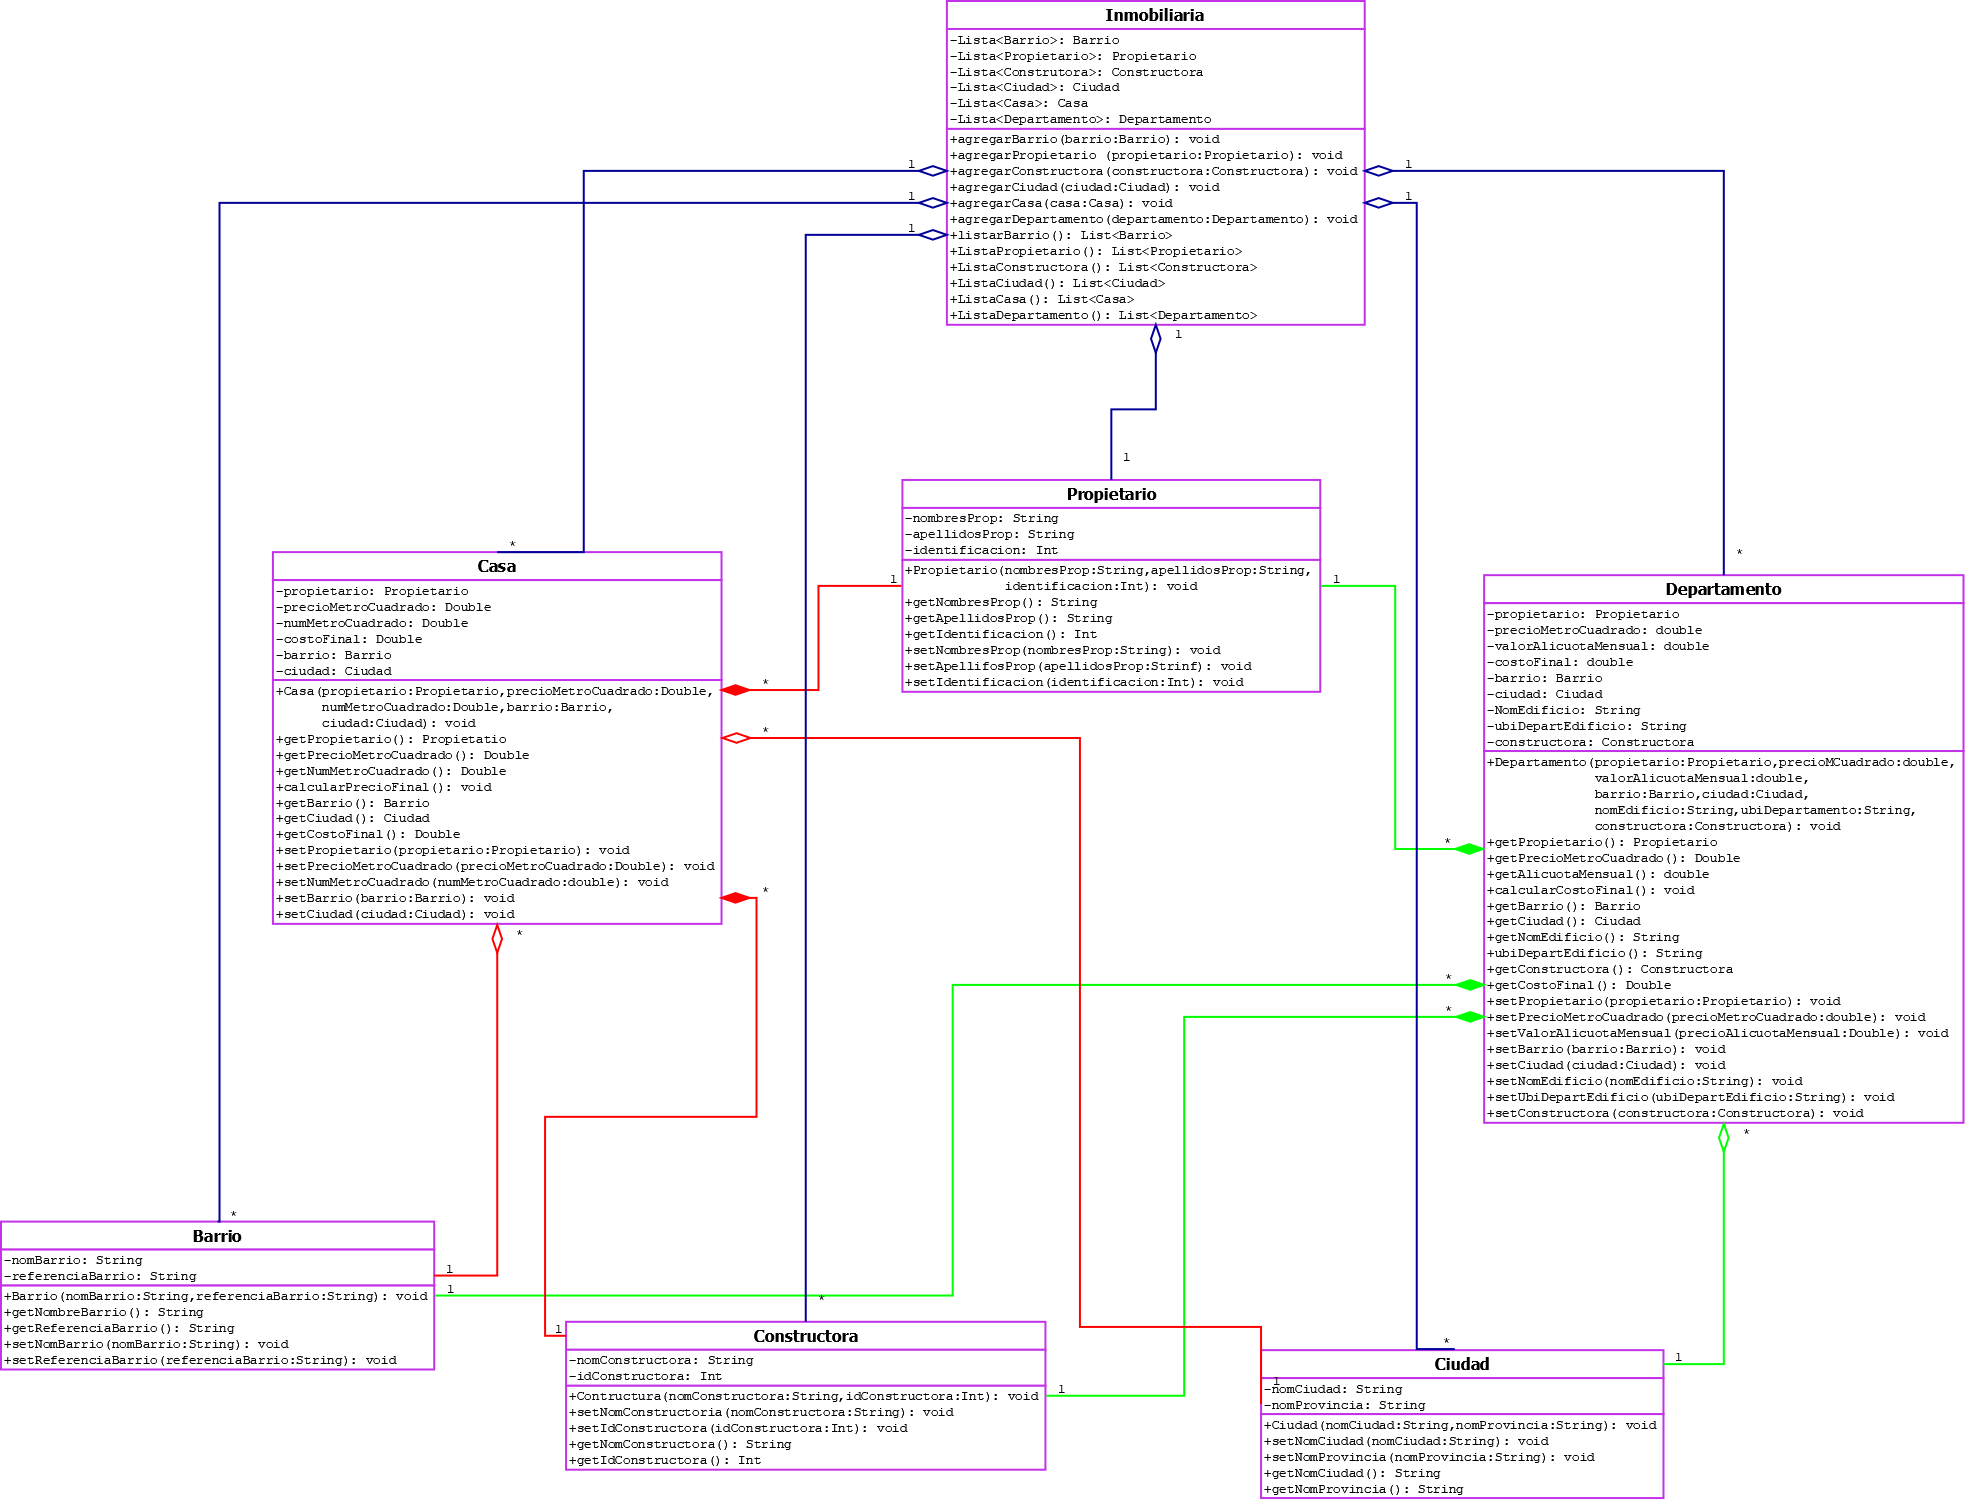 Inmobiliaria
-Lista<Barrio>: Barrio
-Lista<Propietario>: Propietario
-Lista<Construtora>: Constructora
-Lista<Ciudad>: Ciudad
-Lista<Casa>: Casa
-Lista<Departamento>: Departamento
+agregarBarrio(barrio:Barrio): void
+agregarPropietario (propietario:Propietario): void
+agregarConstructora(constructora:Constructora): void
+agregarCiudad(ciudad:Ciudad): void
+agregarCasa(casa:Casa): void
+agregarDepartamento(departamento:Departamento): void
+listarBarrio(): List<Barrio>
+ListaPropietario(): List<Propietario>
+ListaConstructora(): List<Constructora>
+ListaCiudad(): List<Ciudad>
+ListaCasa(): List<Casa>
+ListaDepartamento(): List<Departamento>
1
1
1
1
1
1
1
*
*
Propietario
-nombresProp: String
-apellidosProp: String
-identificacion: Int
+Propietario(nombresProp:String,apellidosProp:String,
identificacion:Int): void
+getNombresProp(): String
+getApellidosProp(): String
+getIdentificacion(): Int
+setNombresProp(nombresProp:String): void
+setApellifosProp(apellidosProp:Strinf): void
+setIdentificacion(identificacion:Int): void
1
1
Casa
-propietario: Propietario
-precioMetroCuadrado: Double
-numMetroCuadrado: Double
-costoFinal: Double
-barrio: Barrio
-ciudad: Ciudad
+Casa(propietario:Propietario,precioMetroCuadrado:Double,
numMetroCuadrado:Double,barrio:Barrio,
ciudad:Ciudad): void
+getPropietario(): Propietatio
+getPrecioMetroCuadrado(): Double
+getNumMetroCuadrado(): Double
+calcularPrecioFinal(): void
+getBarrio(): Barrio
+getCiudad(): Ciudad
+getCostoFinal(): Double
+setPropietario(propietario:Propietario): void
+setPrecioMetroCuadrado(precioMetroCuadrado:Double): void
+setNumMetroCuadrado(numMetroCuadrado:double): void
+setBarrio(barrio:Barrio): void
+setCiudad(ciudad:Ciudad): void
*
*
*
*
Departamento
-propietario: Propietario
-precioMetroCuadrado: double
-valorAlicuotaMensual: double
-costoFinal: double
-barrio: Barrio
-ciudad: Ciudad
-NomEdificio: String
-ubiDepartEdificio: String
-constructora: Constructora
+Departamento(propietario:Propietario,precioMCuadrado:double,
valorAlicuotaMensual:double,
barrio:Barrio,ciudad:Ciudad,
nomEdificio:String,ubiDepartamento:String,
constructora:Constructora): void
+getPropietario(): Propietario
+getPrecioMetroCuadrado(): Double
+getAlicuotaMensual(): double
+calcularCostoFinal(): void
+getBarrio(): Barrio
+getCiudad(): Ciudad
+getNomEdificio(): String
+ubiDepartEdificio(): String
+getConstructora(): Constructora
+getCostoFinal(): Double
+setPropietario(propietario:Propietario): void
+setPrecioMetroCuadrado(precioMetroCuadrado:double): void
+setValorAlicuotaMensual(precioAlicuotaMensual:Double): void
+setBarrio(barrio:Barrio): void
+setCiudad(ciudad:Ciudad): void
+setNomEdificio(nomEdificio:String): void
+setUbiDepartEdificio(ubiDepartEdificio:String): void
+setConstructora(constructora:Constructora): void
*
*
*
*
*
Barrio
-nomBarrio: String
-referenciaBarrio: String
+Barrio(nomBarrio:String,referenciaBarrio:String): void
+getNombreBarrio(): String
+getReferenciaBarrio(): String
+setNomBarrio(nomBarrio:String): void
+setReferenciaBarrio(referenciaBarrio:String): void
1
1
*
1
Constructora
-nomConstructora: String
-idConstructora: Int
+Contructura(nomConstructora:String,idConstructora:Int): void
+setNomConstructoria(nomConstructora:String): void
+setIdConstructora(idConstructora:Int): void
+getNomConstructora(): String
+getIdConstructora(): Int
1
*
1
Ciudad
1
-nomCiudad: String
-nomProvincia: String
+Ciudad(nomCiudad:String,nomProvincia:String): void
+setNomCiudad(nomCiudad:String): void
+setNomProvincia(nomProvincia:String): void
+getNomCiudad(): String
+getNomProvincia(): String